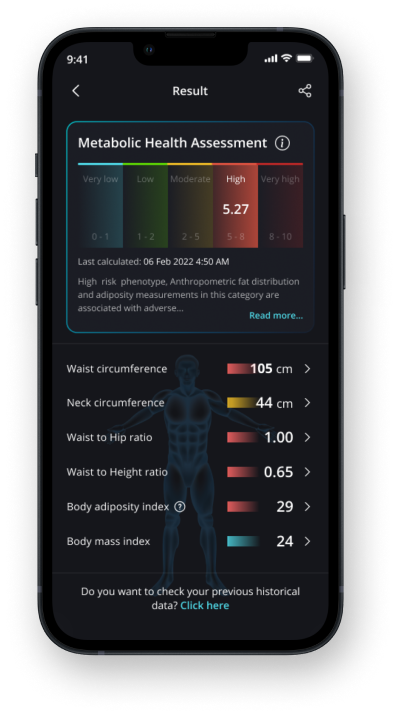 9:41
Result
Metabolic Health Assessment
Very low Low Moderate High Very high
5.27
0 - 1 1 - 2 2 - 5 5 - 8 8 - 10
Last calculated: 06 Feb 2022 4:50 AM
High risk phenotype, Anthropometric fat distribution
and adiposity measurements in this category are
associated with adverse...
Read more...
Waist circumference 105 cm
Neck circumference 44 cm
Waist to Hip ratio 1.00
Waist to Height ratio 0.65
Body adiposity index ? 29
Body mass index 24
Do you want to check your previous historical
data? Click here